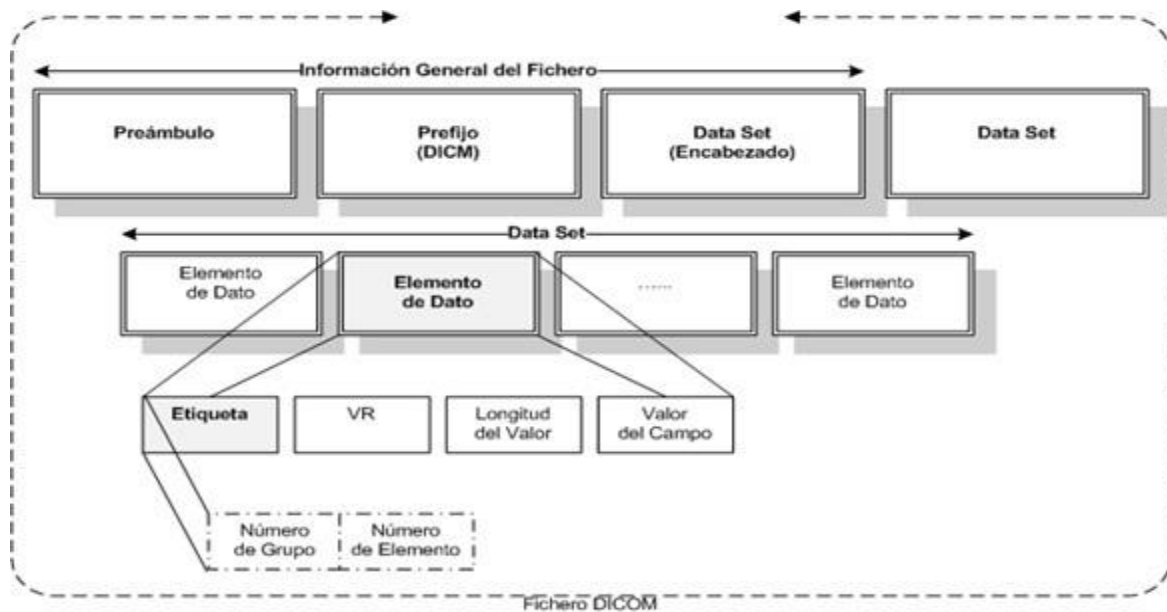 Información General del Fichero
Preámbulo
Prefijo
(DICM)
Data Set
(Encabezado)
Data Set
Data Set
Elemento
de Dato
Elemento
de Dato
......
Elemento
de Dato
Etiqueta
VR
Longitud
del Valor
Valor
del Campo
Número
de Grupo
Número
de Elemento
Fichero DICOM